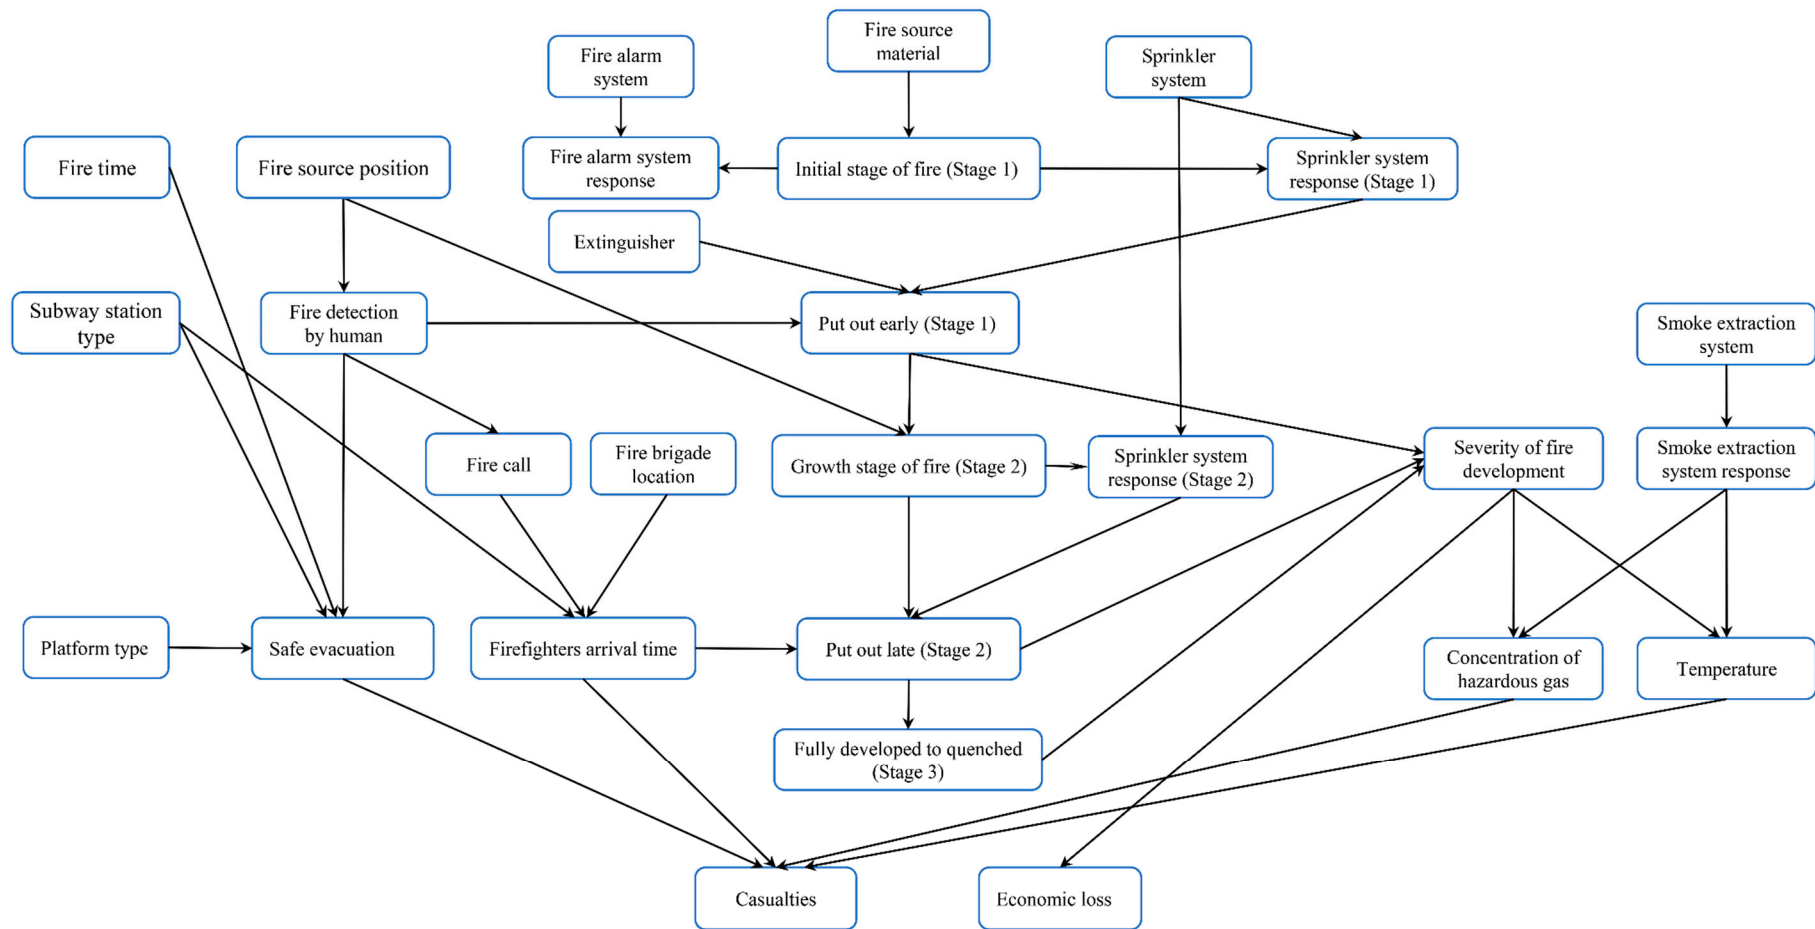 Fire source
material
Fire alarm
system
Sprinkler
system
Fire time
Fire source position
Fire alarm system
response
Initial stage of fire (Stage 1)
Sprinkler system
response (Stage 1)
Extinguisher
Subway station
type
Fire detection
by human
Put out early (Stage 1)
Smoke extraction
system
Fire call
Fire brigade
location
Growth stage of fire (Stage 2)
Sprinkler system
response (Stage 2)
Severity of fire
development
Smoke extraction
system response
Platform type
Safe evacuation
Firefighters arrival time
Put out late (Stage 2)
Concentration of
hazardous gas
Temperature
Fully developed to quenched
(Stage 3)
Casualties
Economic loss